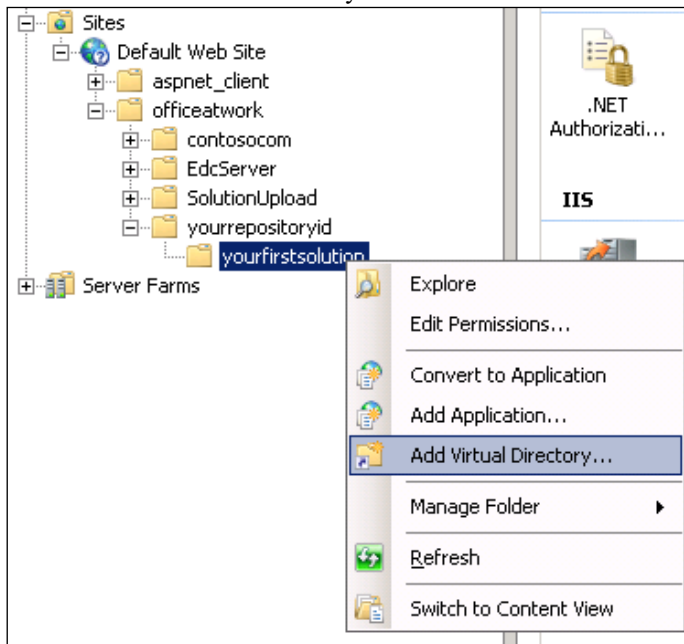 Sites
Default Web Site
aspnet_client
officeatwork
contosocom
EdcServer
SolutionUpload
yourrepositoryid
yourfirstsolution
Server Farms
.NET
Authorizati...
IIS
Explore
Edit Permissions...
Convert to Application
Add Application...
Add Virtual Directory...
Manage Folder
Refresh
Switch to Content View